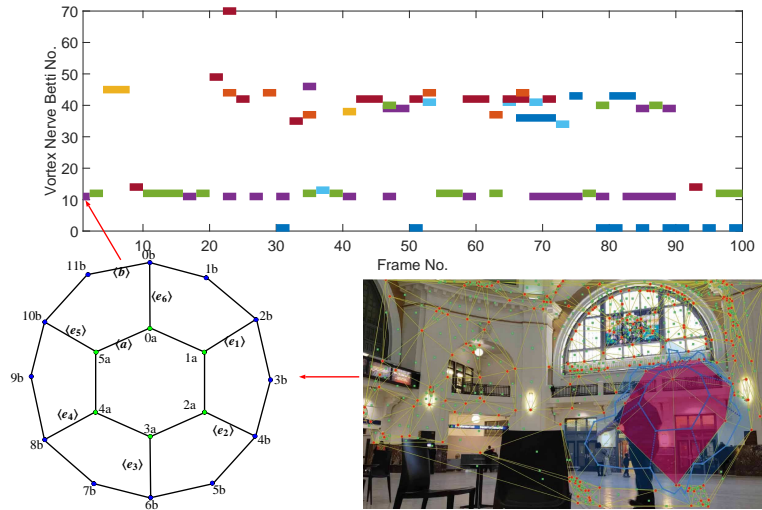 70
60
50
40
30
20
10
0
Vortex Nerve Betti No.
10 20 30 40 50 60 70 80 90 100
Frame No.
0b
11b
⟨b⟩
1b
⟨e₆⟩
10b
2b
⟨e₅⟩
⟨a⟩
0a
⟨e₁⟩
5a
1a
9b
3b
4a
2a
⟨e₄⟩
3a
⟨e₂⟩
8b
4b
⟨e₃⟩
7b
5b
6b